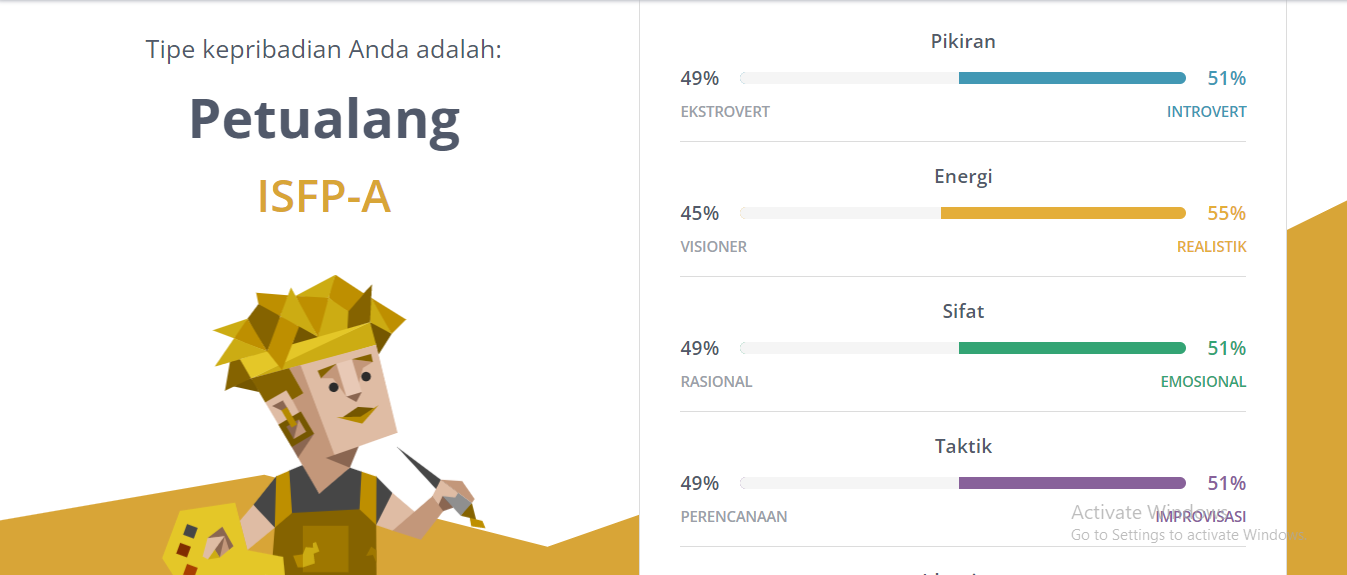 Tipe kepribadian Anda adalah:
Petualang
ISFP-A
Pikiran
49% 51%
EKSTROVERT INTROVERT
Energi
45% 55%
VISIONER REALISTIK
Sifat
49% 51%
RASIONAL EMOSIONAL
Taktik
49% 51%
PERENCANAAN IMPROVISASI
Activate Windows
Go to Settings to activate Windows.